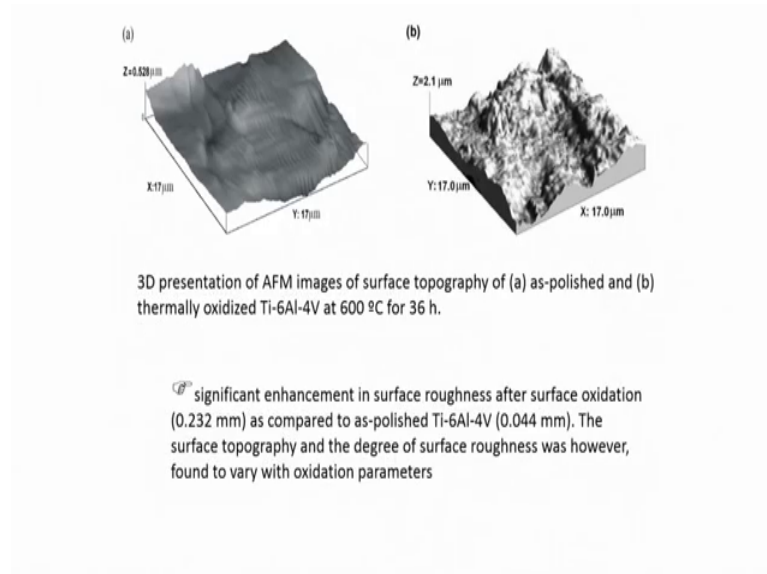 (a)
(b)
Z=0.528µm
Z=2.1 µm
X:17µm
Y: 17µm
Y: 17.0µm
X: 17.0µm
3D presentation of AFM images of surface topography of (a) as-polished and (b)
thermally oxidized Ti-6Al-4V at 600 ºC for 36 h.
significant enhancement in surface roughness after surface oxidation
(0.232 mm) as compared to as-polished Ti-6Al-4V (0.044 mm). The
surface topography and the degree of surface roughness was however,
found to vary with oxidation parameters